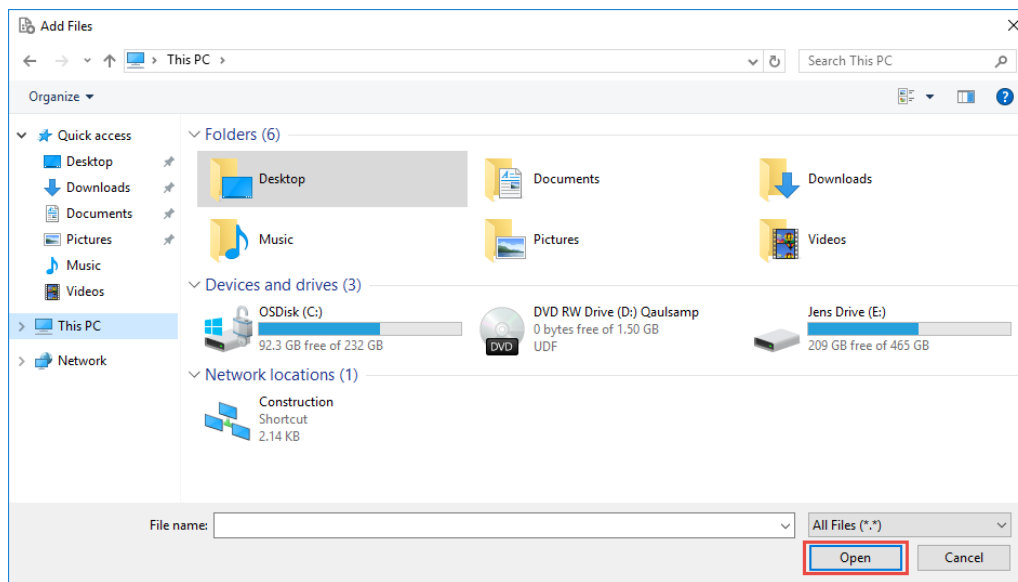 Add Files
This PC
Search This PC
Organize
Quick access
Desktop
Downloads
Documents
Pictures
Music
Videos
This PC
Network
Folders (6)
Desktop
Documents
Downloads
Music
Pictures
Videos
Devices and drives (3)
OSDisk (C:)
92.3 GB free of 232 GB
DVD RW Drive (D:) Qaulsamp
0 bytes free of 1.50 GB
UDF
DVD
Jens Drive (E:)
209 GB free of 465 GB
Network locations (1)
Construction
Shortcut
2.14 KB
File name:
All Files (*.*)
Open
Cancel